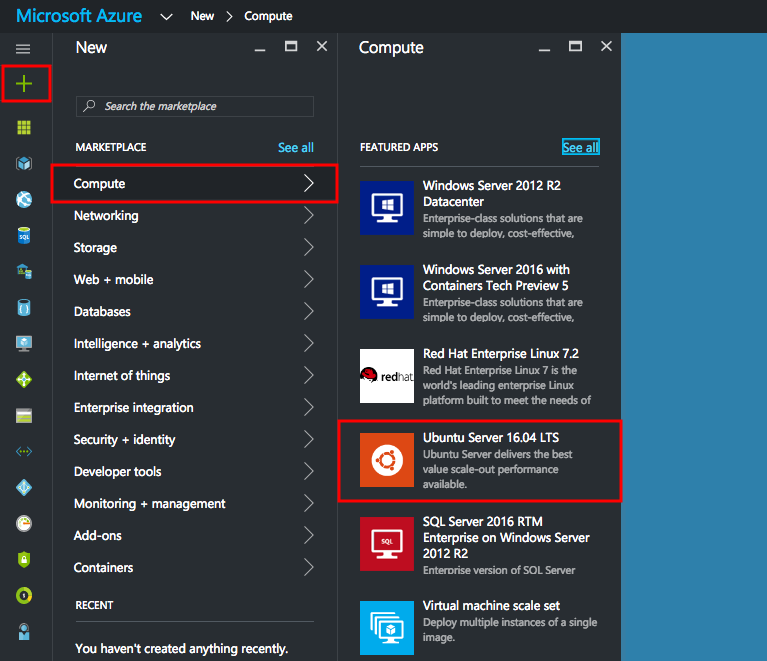 Microsoft Azure New Compute
New
Search the marketplace
MARKETPLACE See all
Compute
Networking
Storage
Web + mobile
Databases
Intelligence + analytics
Internet of things
Enterprise integration
Security + identity
Developer tools
Monitoring + management
Add-ons
Containers
RECENT
You haven't created anything recently.
Compute
FEATURED APPS See all
Windows Server 2012 R2
Datacenter
Enterprise-class solutions that are
simple to deploy, cost-effective,
Windows Server 2016 with
Containers Tech Preview 5
Enterprise-class solutions that are
simple to deploy, cost-effective,
redhat
Red Hat Enterprise Linux 7.2
Red Hat Enterprise Linux 7 is the
world's leading enterprise Linux
platform built to meet the needs of
Ubuntu Server 16.04 LTS
Ubuntu Server delivers the best
value scale-out performance
available.
SQL
SQL Server 2016 RTM
Enterprise on Windows Server
2012 R2
Enterprise version of SQL Server
Virtual machine scale set
Deploy multiple instances of a single
image.
SQL